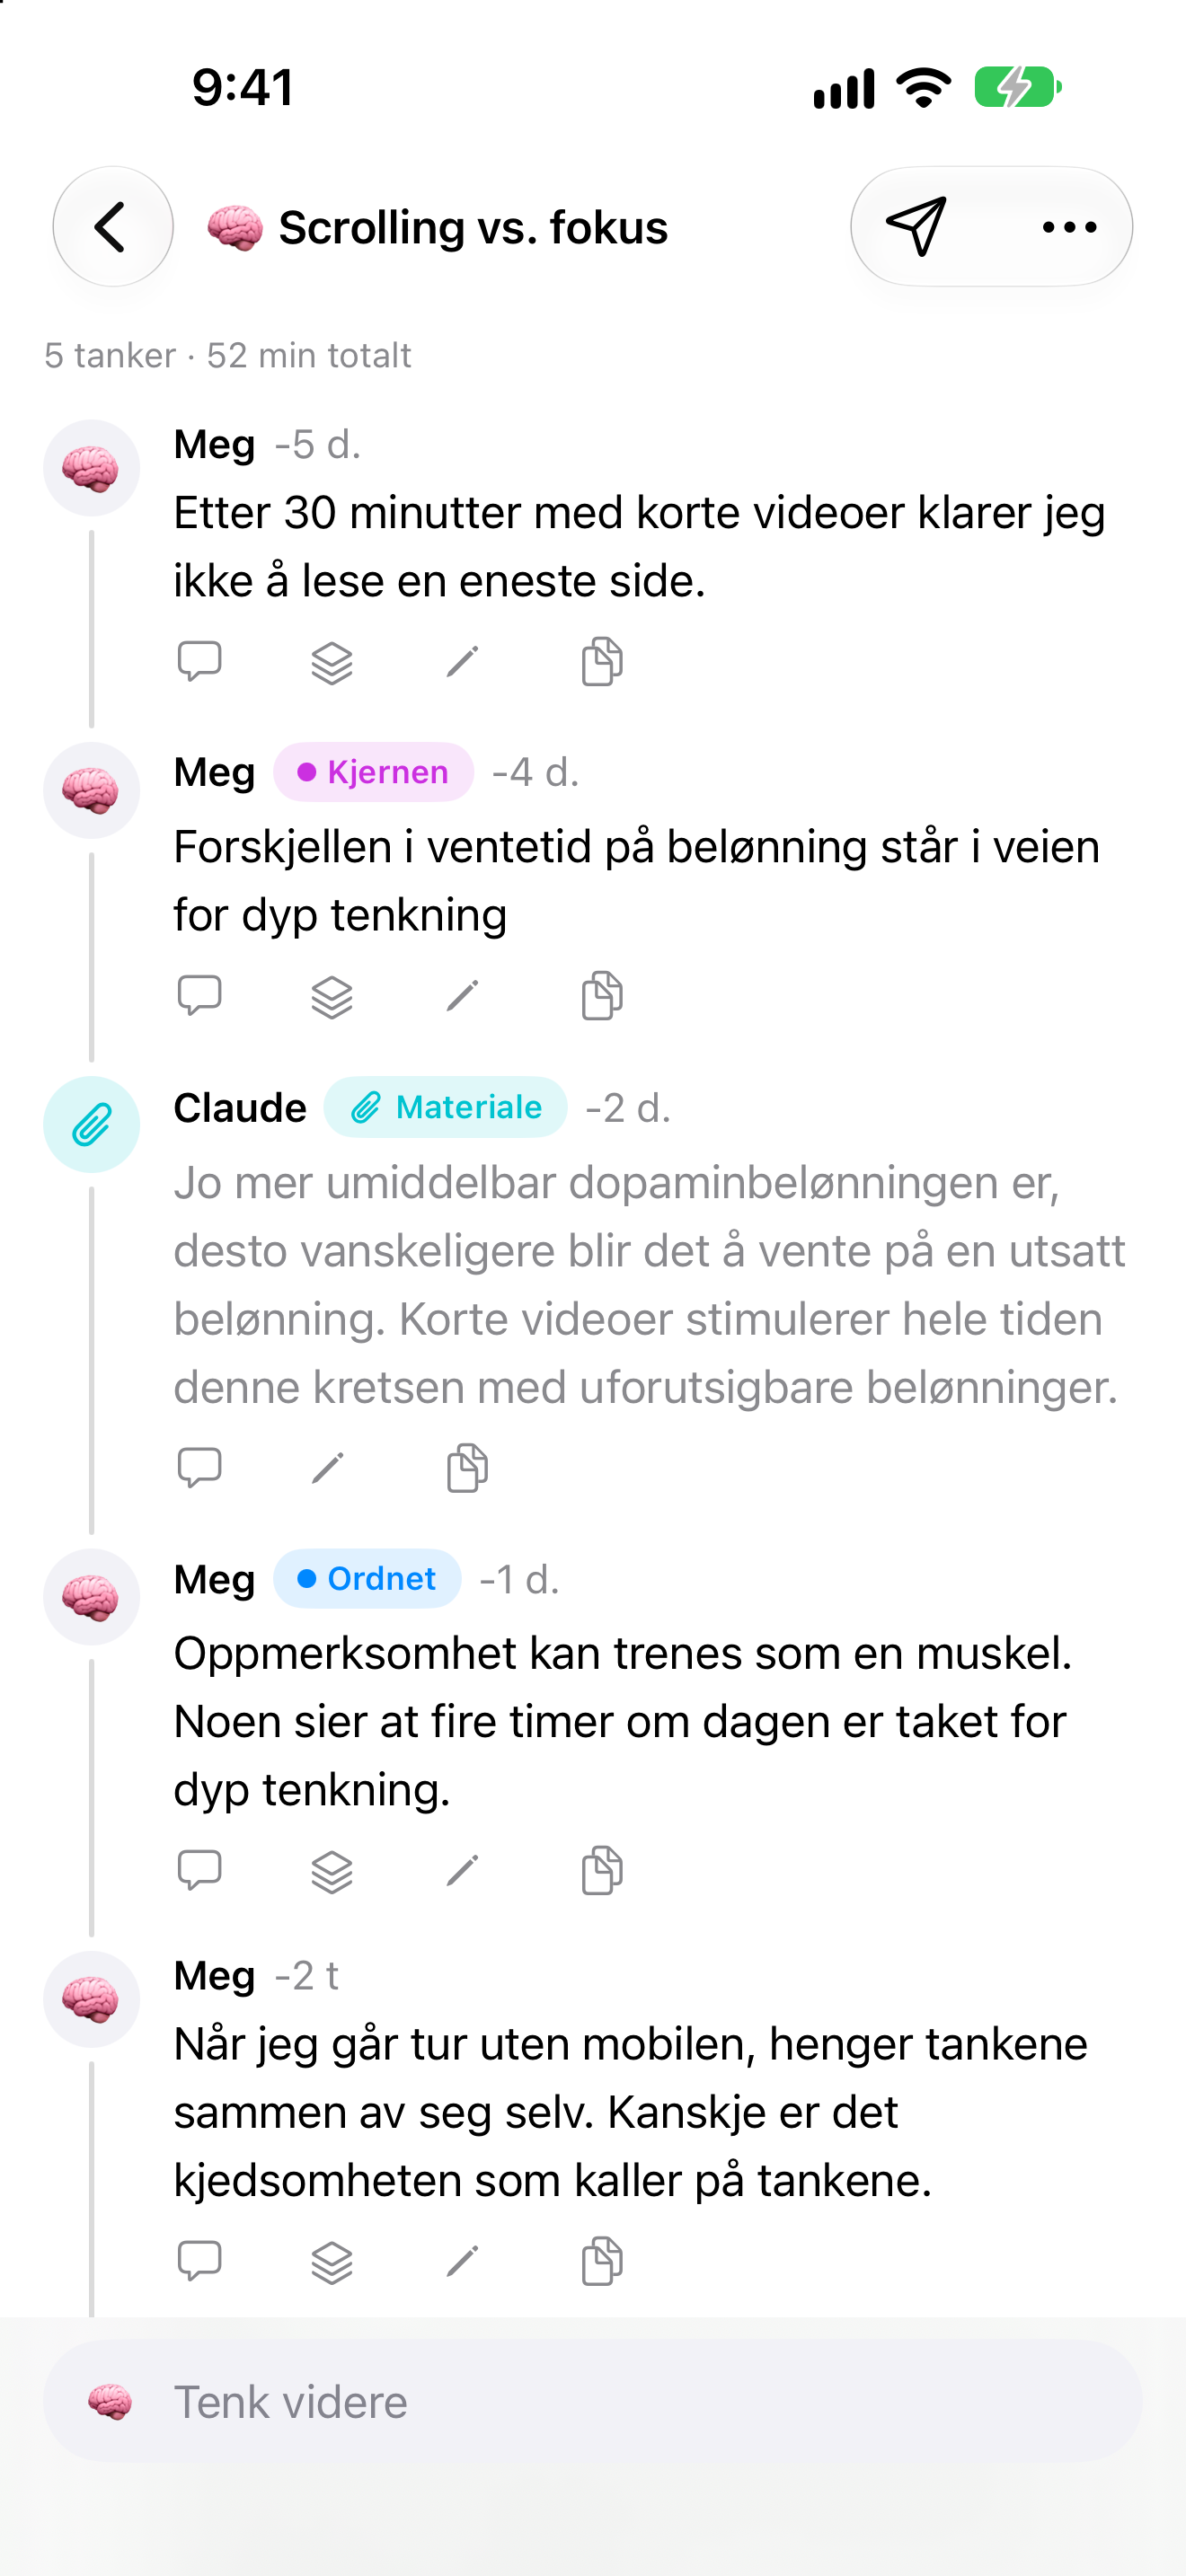 9:41
🧠 Scrolling vs. fokus
5 tanker · 52 min totalt
Meg -5 d.
Etter 30 minutter med korte videoer klarer jeg
ikke å lese en eneste side.
Meg Kjernen -4 d.
Forskjellen i ventetid på belønning står i veien
for dyp tenkning
Claude Materiale -2 d.
Jo mer umiddelbar dopaminbelønningen er,
desto vanskeligere blir det å vente på en utsatt
belønning. Korte videoer stimulerer hele tiden
denne kretsen med uforutsigbare belønninger.
Meg Ordnet -1 d.
Oppmerksomhet kan trenes som en muskel.
Noen sier at fire timer om dagen er taket for
dyp tenkning.
Meg -2 t
Når jeg går tur uten mobilen, henger tankene
sammen av seg selv. Kanskje er det
kjedsomheten som kaller på tankene.
Tenk videre